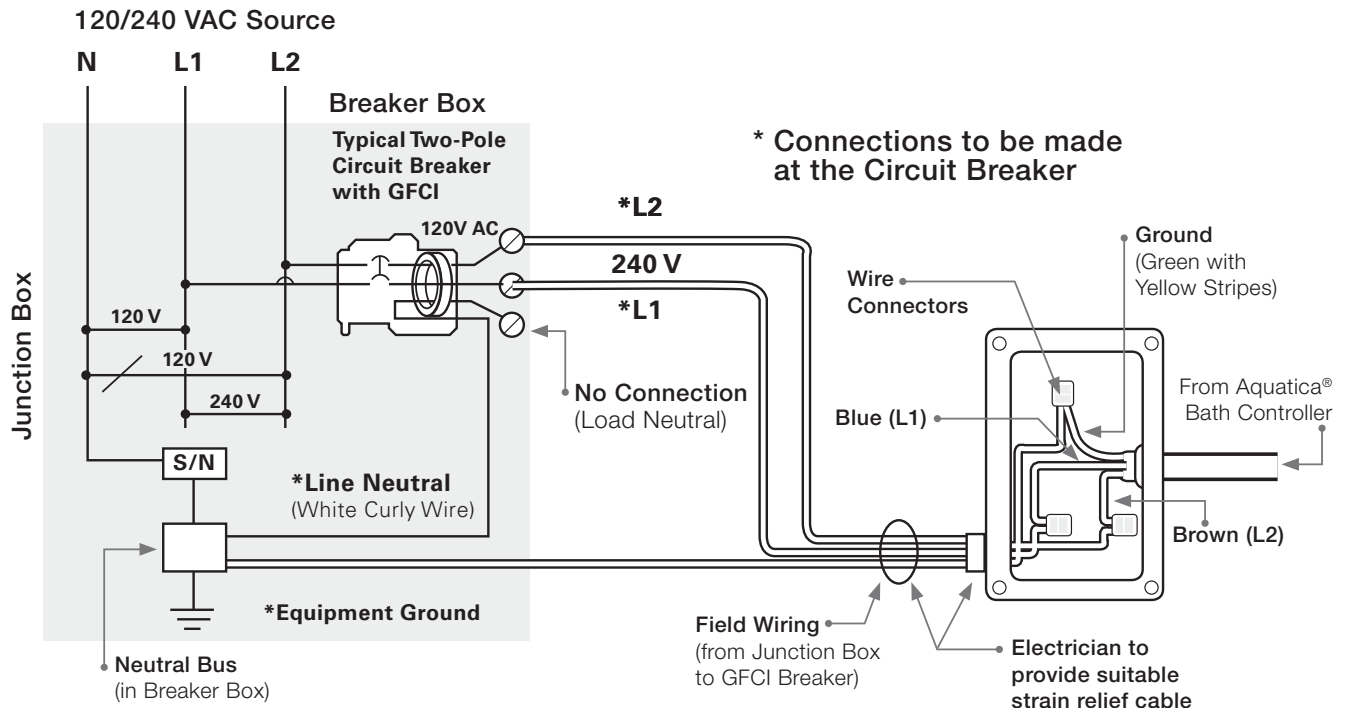 120/240 VAC Source
N L1 L2
Breaker Box
Typical Two-Pole
Circuit Breaker
with GFCI
* Connections to be made
at the Circuit Breaker
Junction Box
120V AC
*L2
240 V
*L1
120 V
120 V
240 V
No Connection
(Load Neutral)
S/N
*Line Neutral
(White Curly Wire)
*Equipment Ground
Neutral Bus
(in Breaker Box)
Wire
Connectors
Ground
(Green with
Yellow Stripes)
Blue (L1)
From Aquatica®
Bath Controller
Brown (L2)
Field Wiring
(from Junction Box
to GFCI Breaker)
Electrician to
provide suitable
strain relief cable